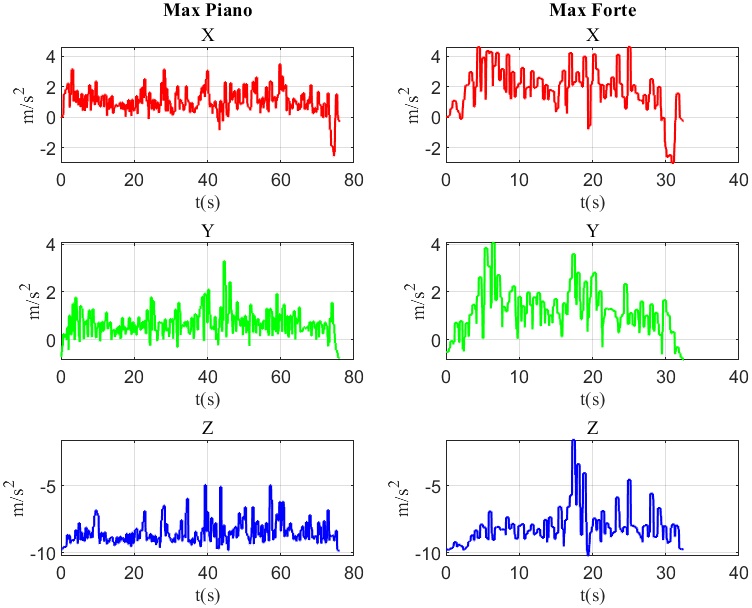 Max Piano Max Forte
X X
m/s² 4 2 0 -2 m/s² 4 2 0 -2
0 20 40 60 80 0 10 20 30 40
t(s) t(s)
Y Y
m/s² 4 2 0 m/s² 4 2 0
0 20 40 60 80 0 10 20 30 40
t(s) t(s)
Z Z
m/s² -5 -10 m/s² -5 -10
0 20 40 60 80 0 10 20 30 40
t(s) t(s)